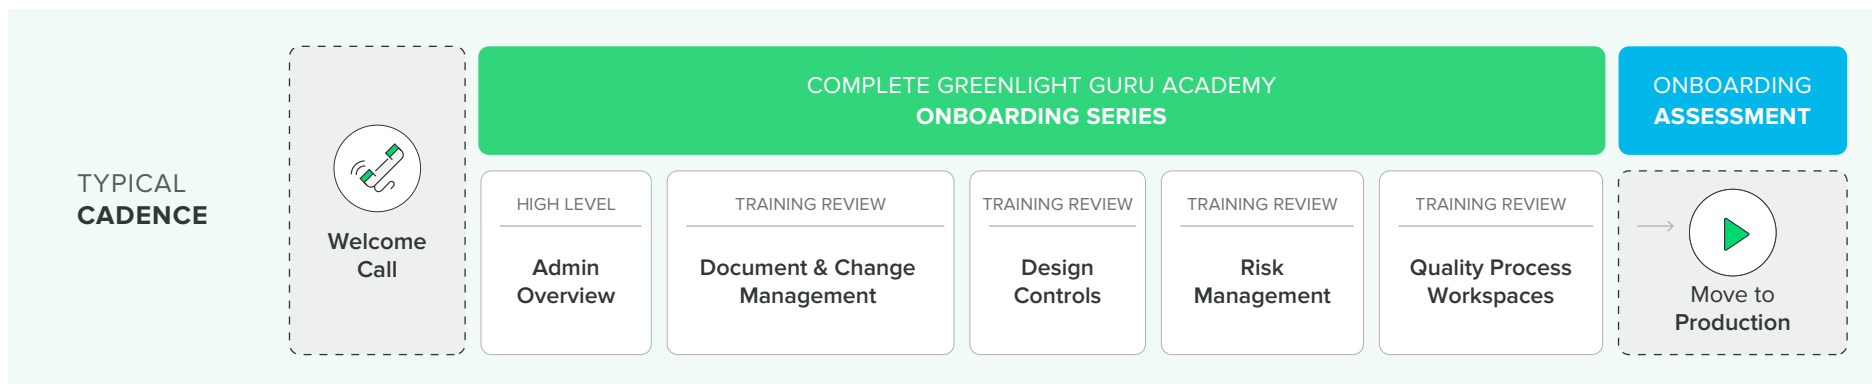 TYPICAL
CADENCE
Welcome
Call
COMPLETE GREENLIGHT GURU ACADEMY
ONBOARDING SERIES
HIGH LEVEL
Admin
Overview
TRAINING REVIEW
Document & Change
Management
TRAINING REVIEW
Design
Controls
TRAINING REVIEW
Risk
Management
TRAINING REVIEW
Quality Process
Workspaces
ONBOARDING
ASSESSMENT
Move to
Production